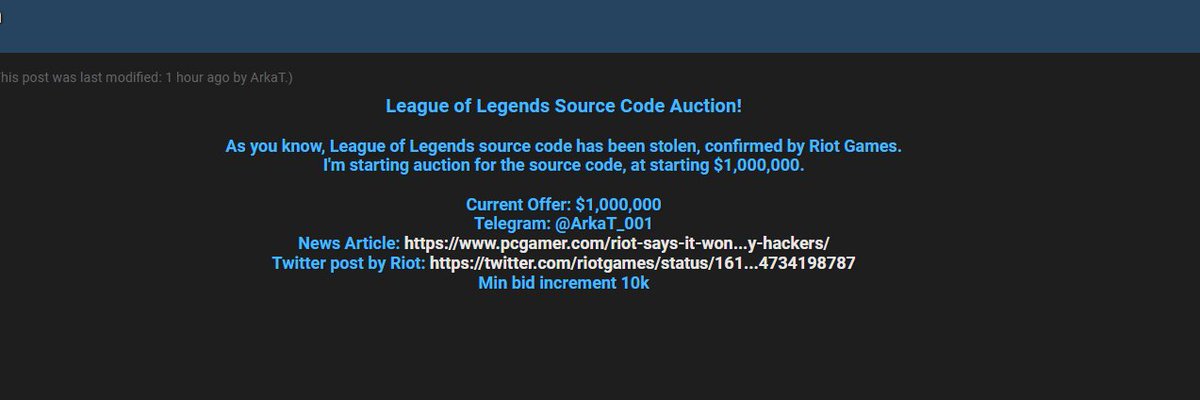 his post was last modified: 1 hour ago by ArkaT.)
League of Legends Source Code Auction!
As you know, League of Legends source code has been stolen, confirmed by Riot Games.
I'm starting auction for the source code, at starting $1,000,000.
Current Offer: $1,000,000
Telegram: @ArkaT_001
News Article: https://www.pcgamer.com/riot-says-it-won...y-hackers/
Twitter post by Riot: https://twitter.com/riotgames/status/161...4734198787
Min bid increment 10k